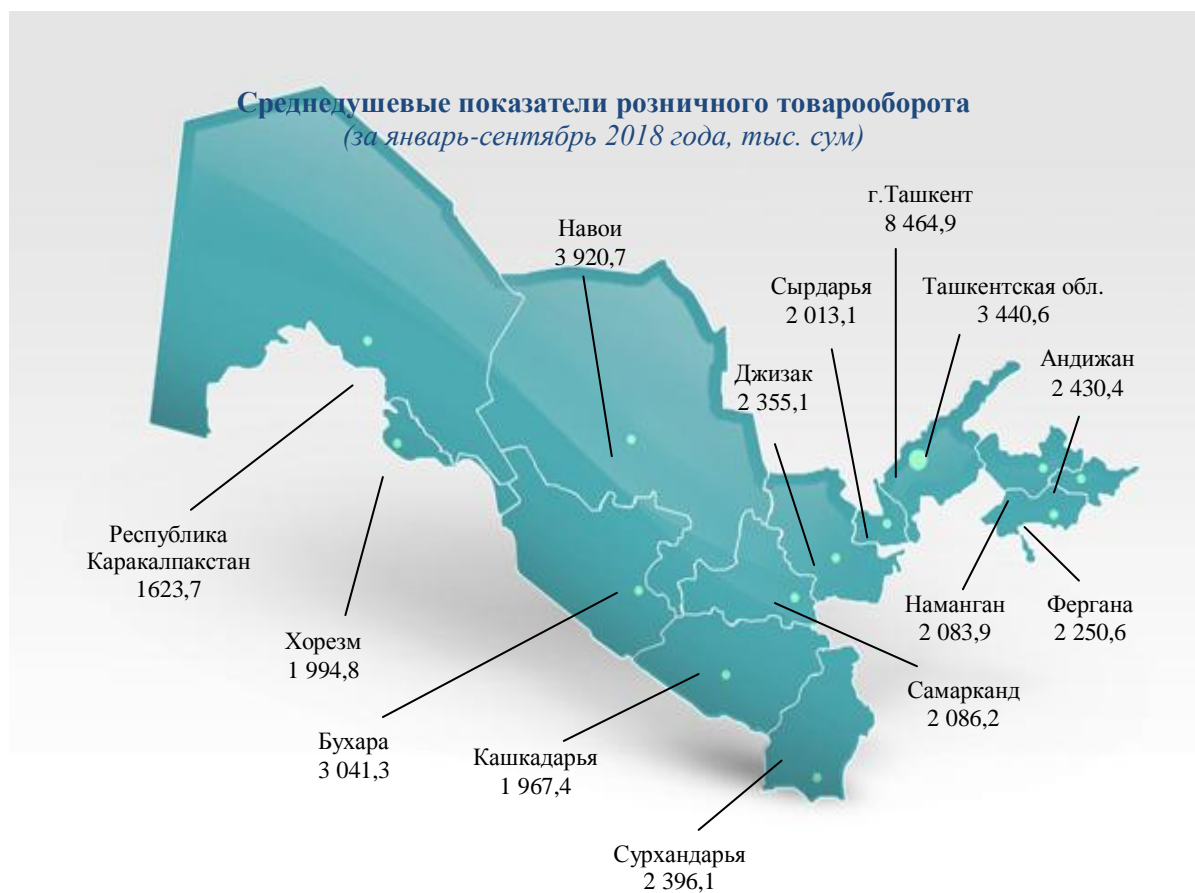 Среднедушевые показатели розничного товарооборота
(за январь-сентябрь 2018 года, тыс. сум)
г.Ташкент
8 464,9
Навои
3 920,7
Сырдарья
2 013,1
Ташкентская обл.
3 440,6
Джизак
2 355,1
Андижан
2 430,4
Республика
Каракалпакстан
1623,7
Наманган
2 083,9
Фергана
2 250,6
Хорезм
1 994,8
Самарканд
2 086,2
Бухара
3 041,3
Кашкадарья
1 967,4
Сурхандарья
2 396,1